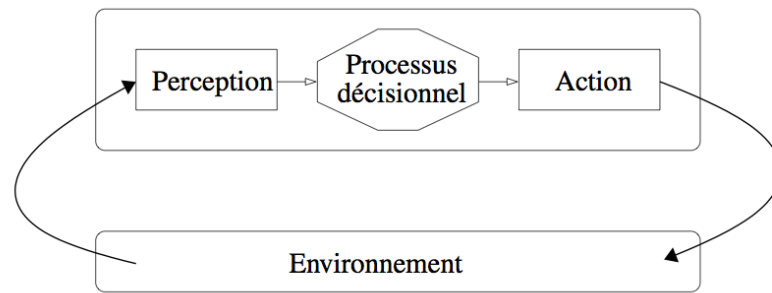 Perception
Processus
décisionnel
Action
Environnement